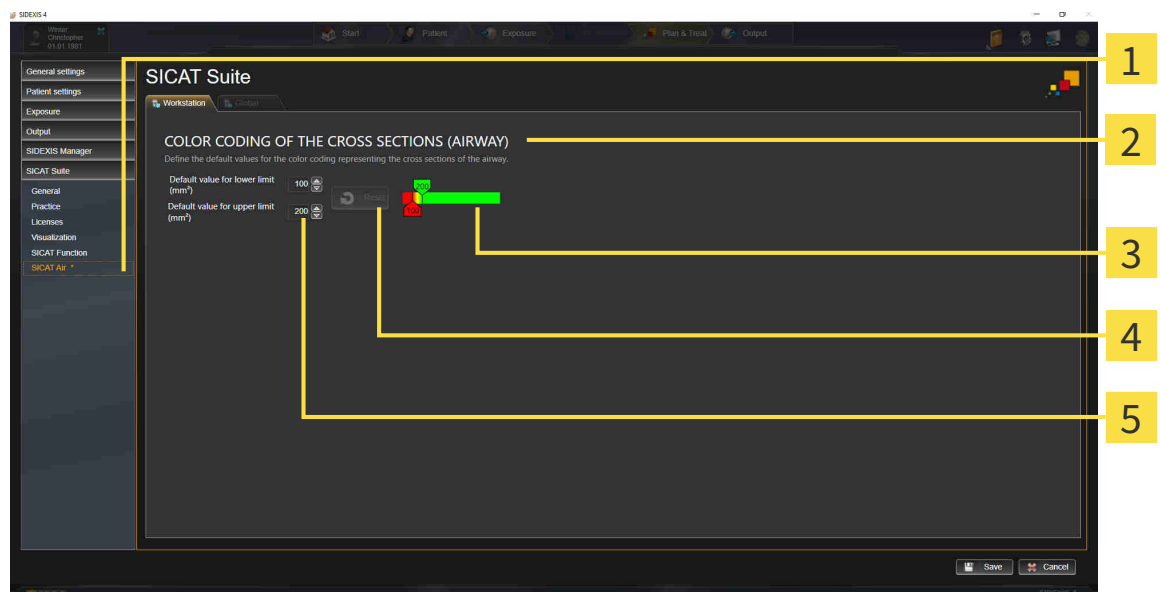 SIDEXIS 4
Winter
Christopher
01.01.1901
Start
Patient
Exposure
Plan & Treat
Output
1
General settings
Patient settings
Exposure
Output
SIDEXIS Manager
SICAT Suite
General
Practice
Licenses
Visualization
SICAT Function
SICAT Air *
SICAT Suite
Workstation
Global
COLOR CODING OF THE CROSS SECTIONS (AIRWAY)
2
Define the default values for the color coding representing the cross sections of the airway.
Default value for lower limit
(mm²)
100
Reset
200
Default value for upper limit
(mm²)
200
100
3
4
5
Save
Cancel